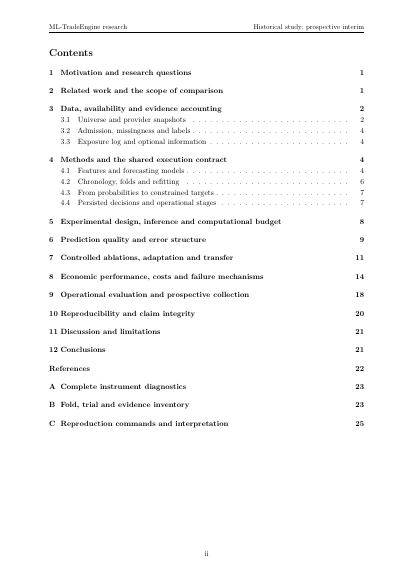 ML-TradeEngine research Historical study: prospective interim
Contents
1 Motivation and research questions 1
2 Related work and the scope of comparison 1
3 Data, availability and evidence accounting 2
3.1 Universe and provider snapshots . . . . . . . . . . . . . . . . . . . . . . 2
3.2 Admission, missingness and labels . . . . . . . . . . . . . . . . . . . . . . 4
3.3 Exposure log and optional information . . . . . . . . . . . . . . . . . . . . 4
4 Methods and the shared execution contract 4
4.1 Features and forecasting models . . . . . . . . . . . . . . . . . . . . . . . 4
4.2 Chronology, folds and refitting . . . . . . . . . . . . . . . . . . . . . . . 6
4.3 From probabilities to constrained targets . . . . . . . . . . . . . . . . . . . 7
4.4 Persisted decisions and operational stages . . . . . . . . . . . . . . . . . . 7
5 Experimental design, inference and computational budget 8
6 Prediction quality and error structure 9
7 Controlled ablations, adaptation and transfer 11
8 Economic performance, costs and failure mechanisms 14
9 Operational evaluation and prospective collection 18
10 Reproducibility and claim integrity 20
11 Discussion and limitations 21
12 Conclusions 21
References 22
A Complete instrument diagnostics 23
B Fold, trial and evidence inventory 23
C Reproduction commands and interpretation 25
ii